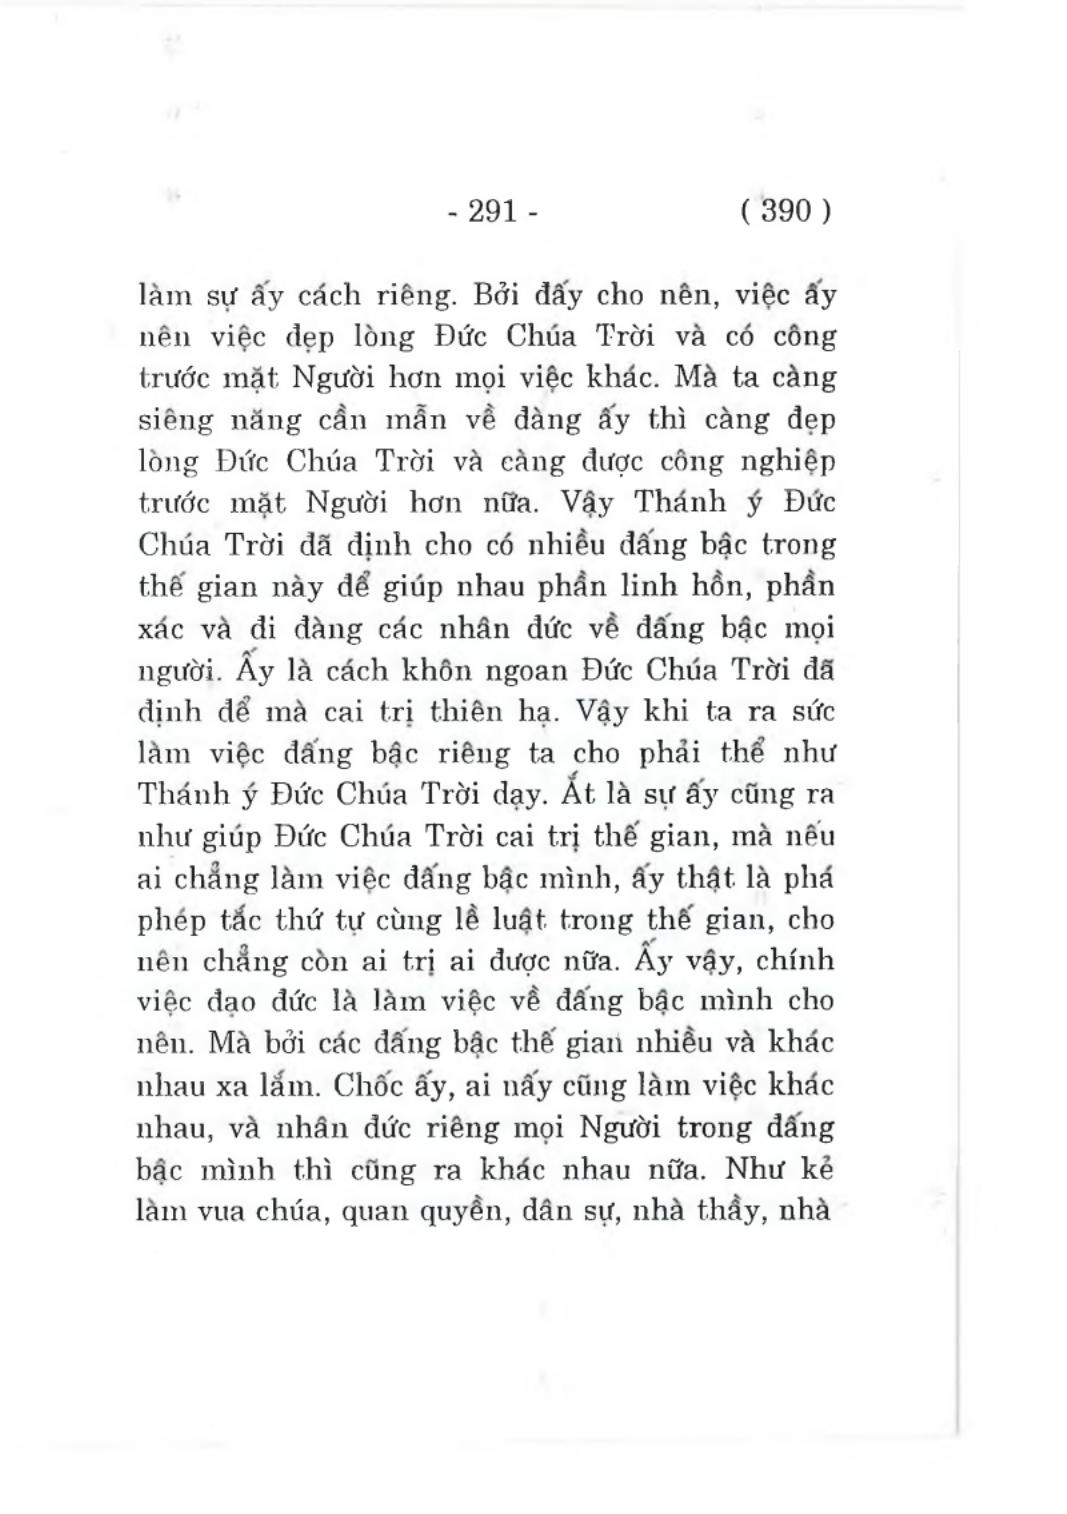 - 291 - ( 390 )
làm sự ấy cách riêng. Bởi đấy cho nên, việc ấy
nên việc đẹp lòng Đức Chúa Trời và có công
trước mặt Người hơn mọi việc khác. Mà ta càng
siêng năng cần mẫn về đàng ấy thì càng đẹp
lòng Đức Chúa Trời và càng được công nghiệp
trước mặt Người hơn nữa. Vậy Thánh ý Đức
Chúa Trời đã định cho có nhiều đấng bậc trong
thế gian này để giúp nhau phần linh hồn, phần
xác và đi đàng các nhân đức về đấng bậc mọi
người. Ấy là cách khôn ngoan Đức Chúa Trời đã
định để mà cai trị thiên hạ. Vậy khi ta ra sức
làm việc đấng bậc riêng ta cho phải thể như
Thánh ý Đức Chúa Trời dạy. Ắt là sự ấy cũng ra
như giúp Đức Chúa Trời cai trị thế gian, mà nếu
ai chẳng làm việc đấng bậc mình, ấy thật là phá
phép tắc thứ tự cùng lề luật trong thế gian, cho
nên chẳng còn ai trị ai được nữa. Ấy vậy, chính
việc đạo đức là làm việc về đấng bậc mình cho
nên. Mà bởi các đấng bậc thế gian nhiều và khác
nhau xa lắm. Chốc ấy, ai nấy cũng làm việc khác
nhau, và nhân đức riêng mọi Người trong đấng
bậc mình thì cũng ra khác nhau nữa. Như kẻ
làm vua chúa, quan quyền, dân sự, nhà thầy, nhà